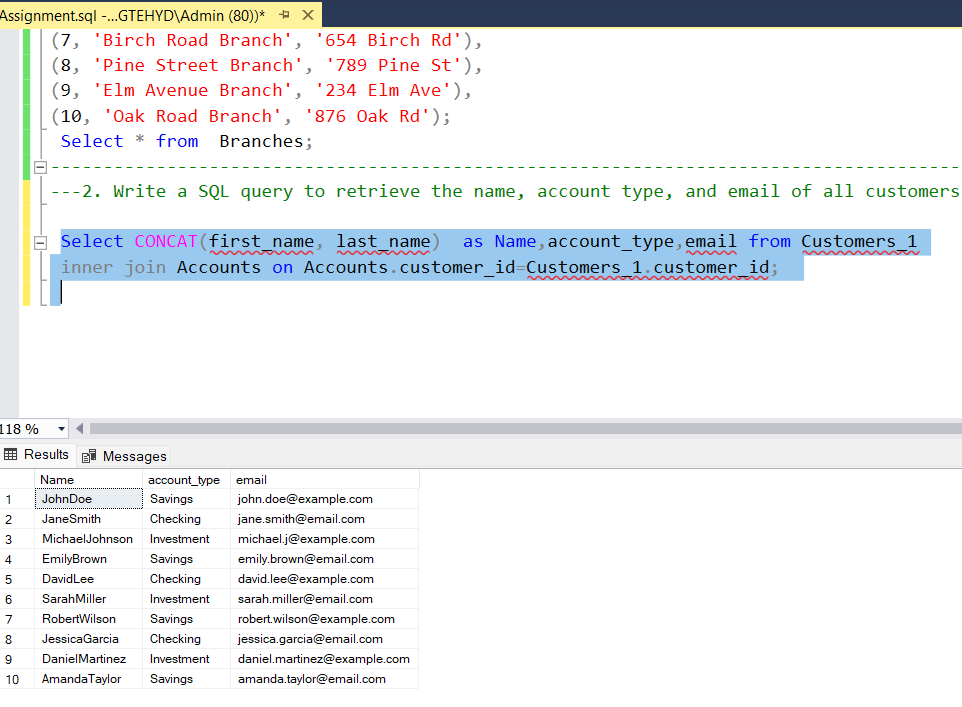 Assignment.sql -...GTEHYD\Admin (80))*
(7, 'Birch Road Branch', '654 Birch Rd'),
(8, 'Pine Street Branch', '789 Pine St'),
(9, 'Elm Avenue Branch', '234 Elm Ave'),
(10, 'Oak Road Branch', '876 Oak Rd');
Select * from  Branches;
---2. Write a SQL query to retrieve the name, account type, and email of all customers
Select CONCAT(first_name, last_name)  as Name,account_type,email from Customers_1
inner join Accounts on Accounts.customer_id=Customers_1.customer_id;
118 %
Results Messages
Name account_type email
1 JohnDoe Savings john.doe@example.com
2 JaneSmith Checking jane.smith@email.com
3 MichaelJohnson Investment michael.j@example.com
4 EmilyBrown Savings emily.brown@email.com
5 DavidLee Checking david.lee@example.com
6 SarahMiller Investment sarah.miller@email.com
7 RobertWilson Savings robert.wilson@example.com
8 JessicaGarcia Checking jessica.garcia@email.com
9 DanielMartinez Investment daniel.martinez@example.com
10 AmandaTaylor Savings amanda.taylor@email.com